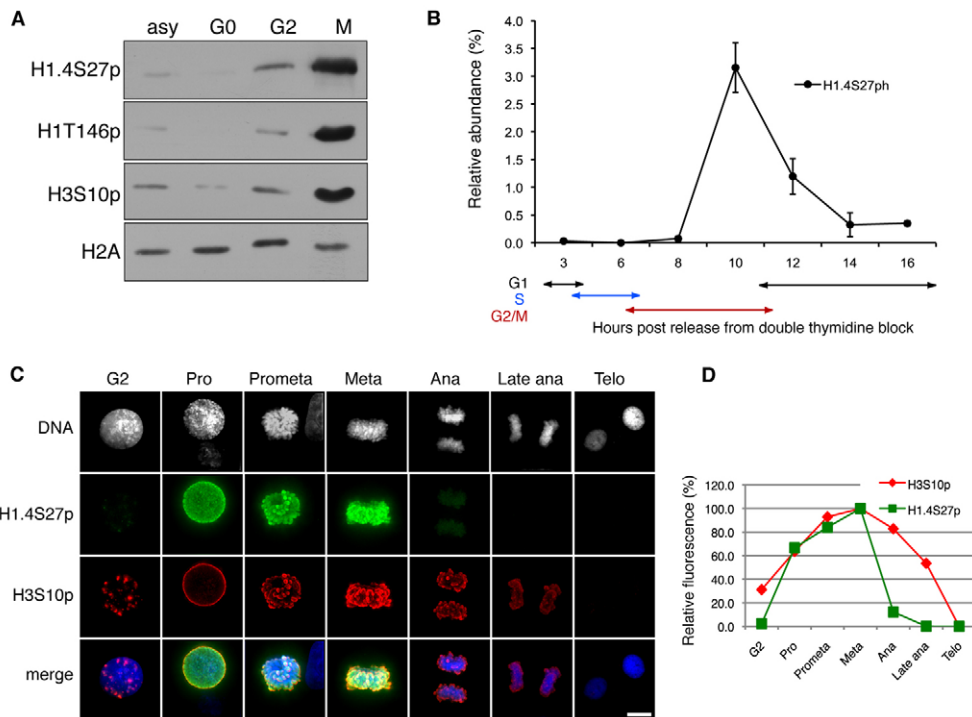 A
asy G0 G2 M
H1.4S27p
H1T146p
H3S10p
H2A
B
Relative abundance (%)
4.0
3.5
3.0
2.5
2.0
1.5
1.0
0.5
0.0
H1.4S27ph
3 6 8 10 12 14 16
G1
S
G2/M
Hours post release from double thymidine block
C
G2 Pro Prometa Meta Ana Late ana Telo
DNA
H1.4S27p
H3S10p
merge
D
Relative fluorescence (%)
120.0
100.0
80.0
60.0
40.0
20.0
0.0
H3S10p
H1.4S27p
G2 Pro Prometa Meta Ana Late ana Telo